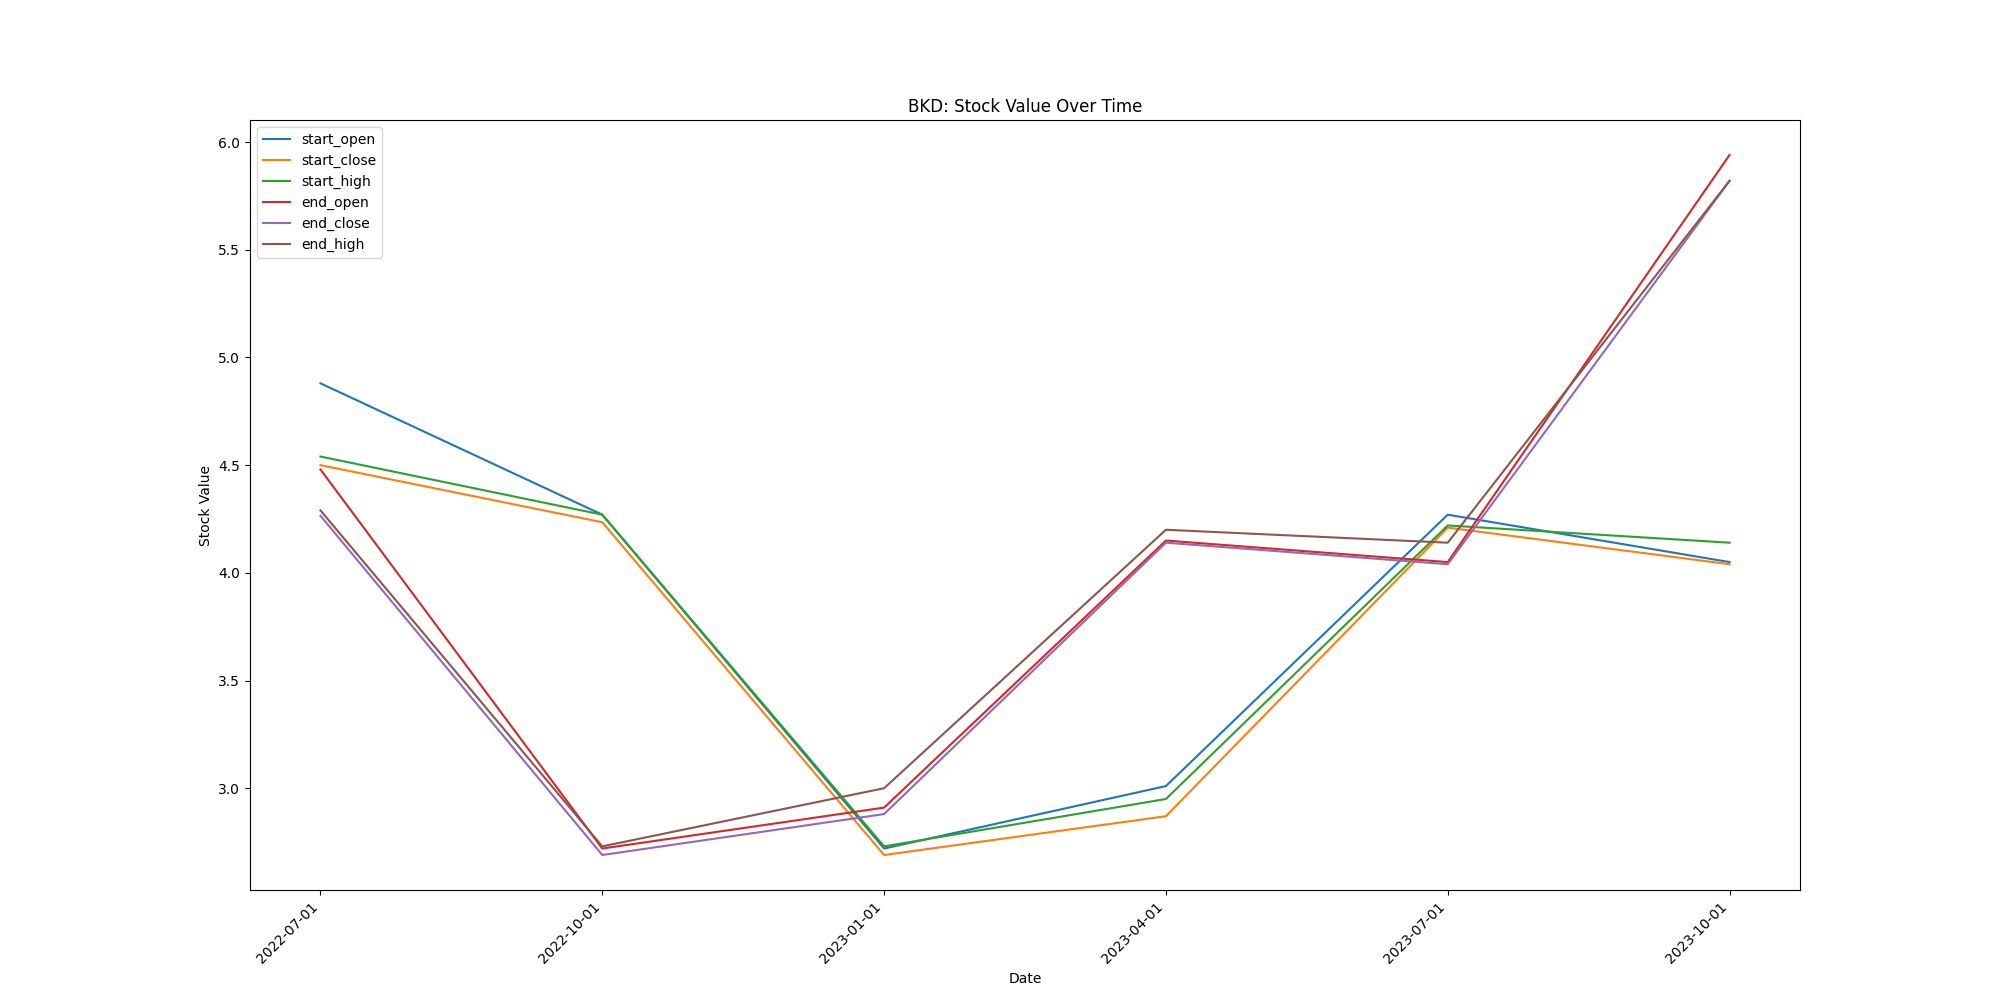 BKD: Stock Value Over Time
start_open
start_close
start_high
end_open
end_close
end_high
6.0
5.5
5.0
4.5
4.0
3.5
3.0
Stock Value
2022-07-01
2022-10-01
2023-01-01
2023-04-01
2023-07-01
2023-10-01
Date